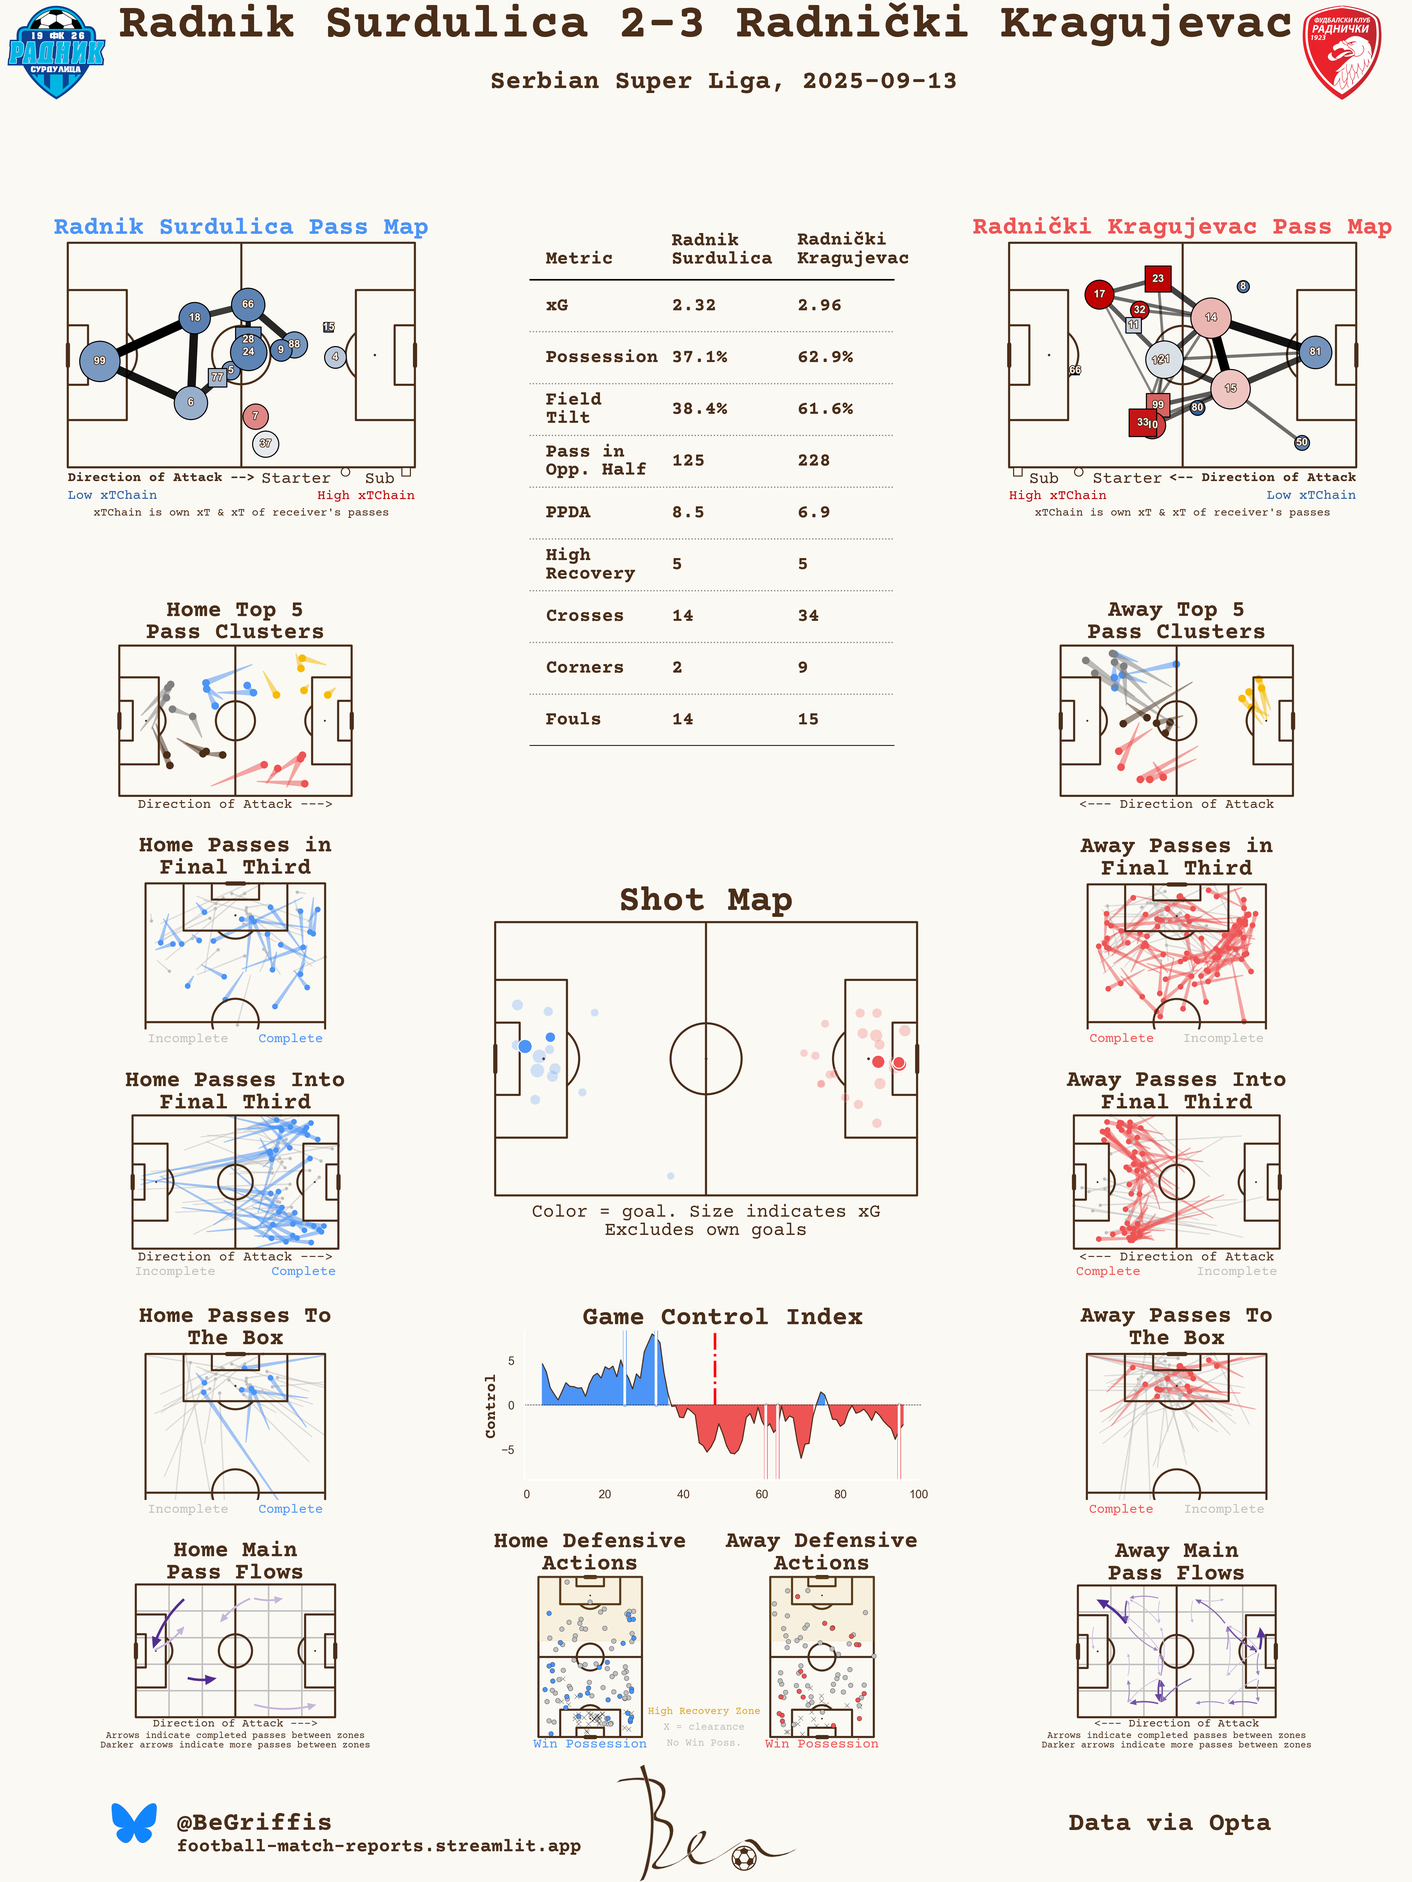 Radnik Surdulica 2-3 Radnički Kragujevac
Serbian Super Liga, 2025-09-13
19 ФК 26
РАДНИК
СУРДУЛИЦА
ФУДБАЛСКИ КЛУБ
РАДНИЧКИ
1923
Radnik Surdulica Pass Map
99
18
6
66
28
24
5
77
9
88
15
4
7
37
Direction of Attack --> Starter Sub
Low xTChain High xTChain
xTChain is own xT & xT of receiver's passes
Metric Radnik Surdulica Radnički Kragujevac
xG 2.32 2.96
Possession 37.1% 62.9%
Field Tilt 38.4% 61.6%
Pass in Opp. Half 125 228
PPDA 8.5 6.9
High Recovery 5 5
Crosses 14 34
Corners 2 9
Fouls 14 15
Radnički Kragujevac Pass Map
17
23
32
11
14
8
21
81
66
15
99
33
10
80
50
Sub Starter <-- Direction of Attack
High xTChain Low xTChain
xTChain is own xT & xT of receiver's passes
Home Top 5
Pass Clusters
Direction of Attack --->
Away Top 5
Pass Clusters
<--- Direction of Attack
Home Passes in
Final Third
Incomplete Complete
Away Passes in
Final Third
Complete Incomplete
Shot Map
Color = goal. Size indicates xG
Excludes own goals
Home Passes Into
Final Third
Direction of Attack --->
Incomplete Complete
Away Passes Into
Final Third
<--- Direction of Attack
Complete Incomplete
Home Passes To
The Box
Incomplete Complete
Game Control Index
Control
5
0
−5
0 20 40 60 80 100
Away Passes To
The Box
Complete Incomplete
Home Main
Pass Flows
Direction of Attack --->
Arrows indicate completed passes between zones
Darker arrows indicate more passes between zones
Home Defensive
Actions
Win Possession
High Recovery Zone
X = clearance
No Win Poss.
Away Defensive
Actions
Win Possession
Away Main
Pass Flows
<--- Direction of Attack
Arrows indicate completed passes between zones
Darker arrows indicate more passes between zones
@BeGriffis
football-match-reports.streamlit.app
Ben
Data via Opta